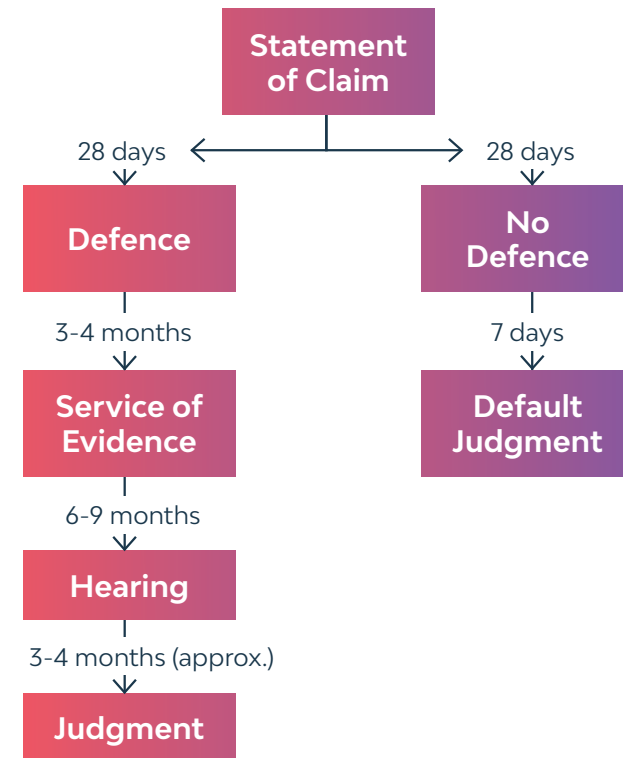 Statement
of Claim
28 days
28 days
Defence
No
Defence
3-4 months
7 days
Service of
Evidence
Default
Judgment
6-9 months
Hearing
3-4 months (approx.)
Judgment